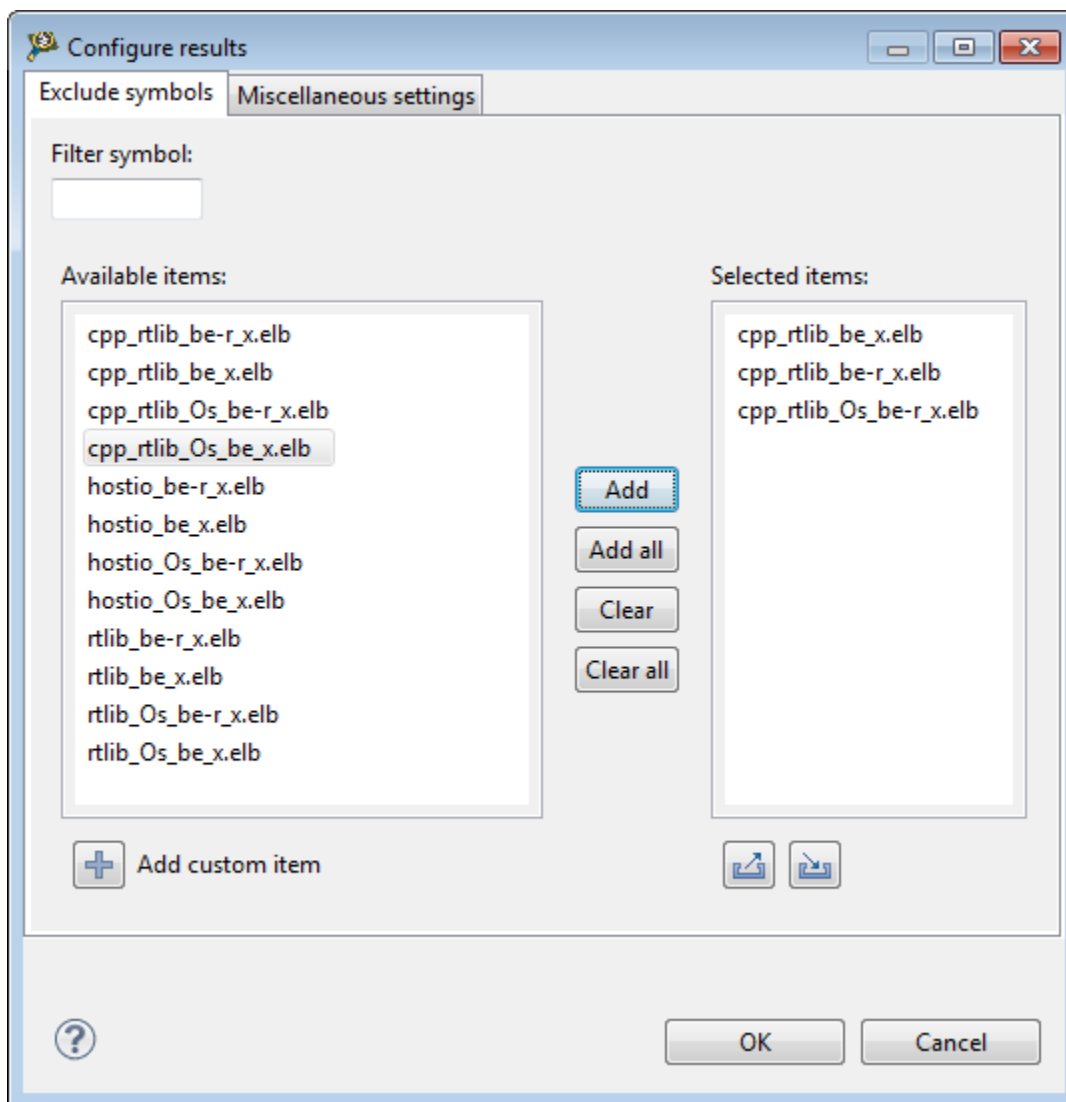 Configure results
Exclude symbols
Miscellaneous settings
Filter symbol:
Available items:
cpp_rtlib_be-r_x.elb
cpp_rtlib_be_x.elb
cpp_rtlib_Os_be-r_x.elb
cpp_rtlib_Os_be_x.elb
hostio_be-r_x.elb
hostio_be_x.elb
hostio_Os_be-r_x.elb
hostio_Os_be_x.elb
rtlib_be-r_x.elb
rtlib_be_x.elb
rtlib_Os_be-r_x.elb
rtlib_Os_be_x.elb
Add custom item
Add
Add all
Clear
Clear all
Selected items:
cpp_rtlib_be_x.elb
cpp_rtlib_be-r_x.elb
cpp_rtlib_Os_be-r_x.elb
?
OK
Cancel